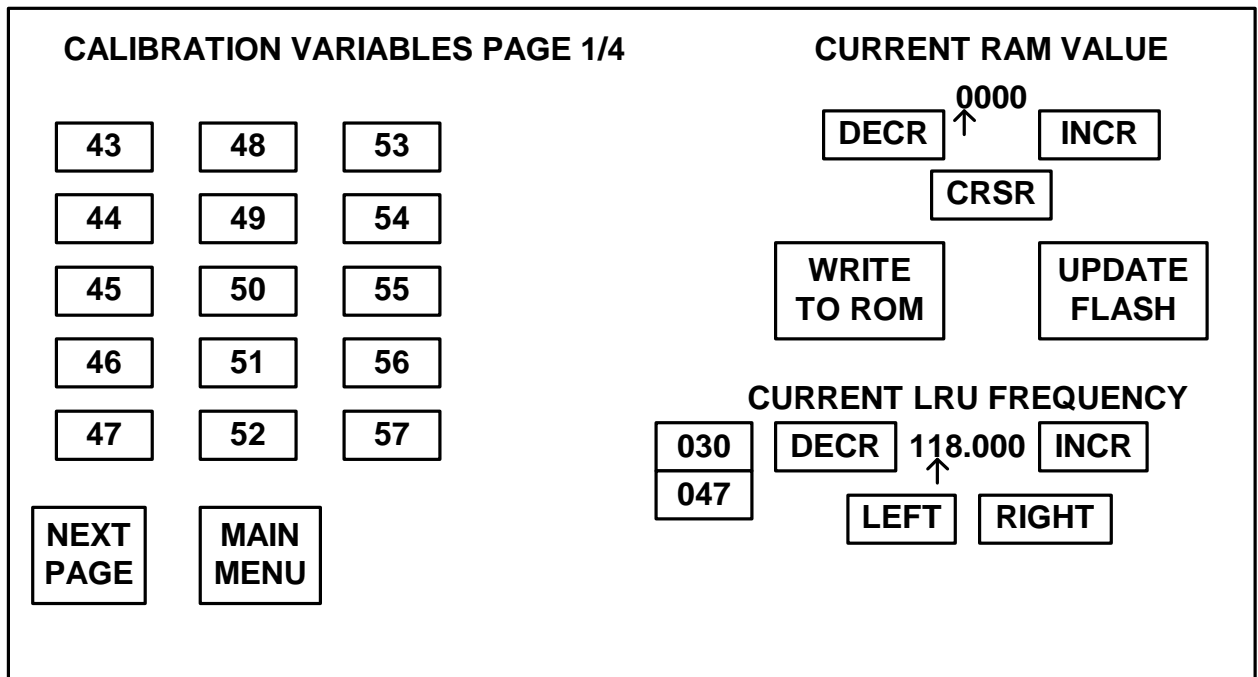 CALIBRATION VARIABLES PAGE 1/4
43 48 53
44 49 54
45 50 55
46 51 56
47 52 57
NEXT
PAGE
MAIN
MENU
CURRENT RAM VALUE
0000
DECR INCR
CRSR
WRITE
TO ROM
UPDATE
FLASH
CURRENT LRU FREQUENCY
030 DECR 118.000 INCR
047
LEFT RIGHT